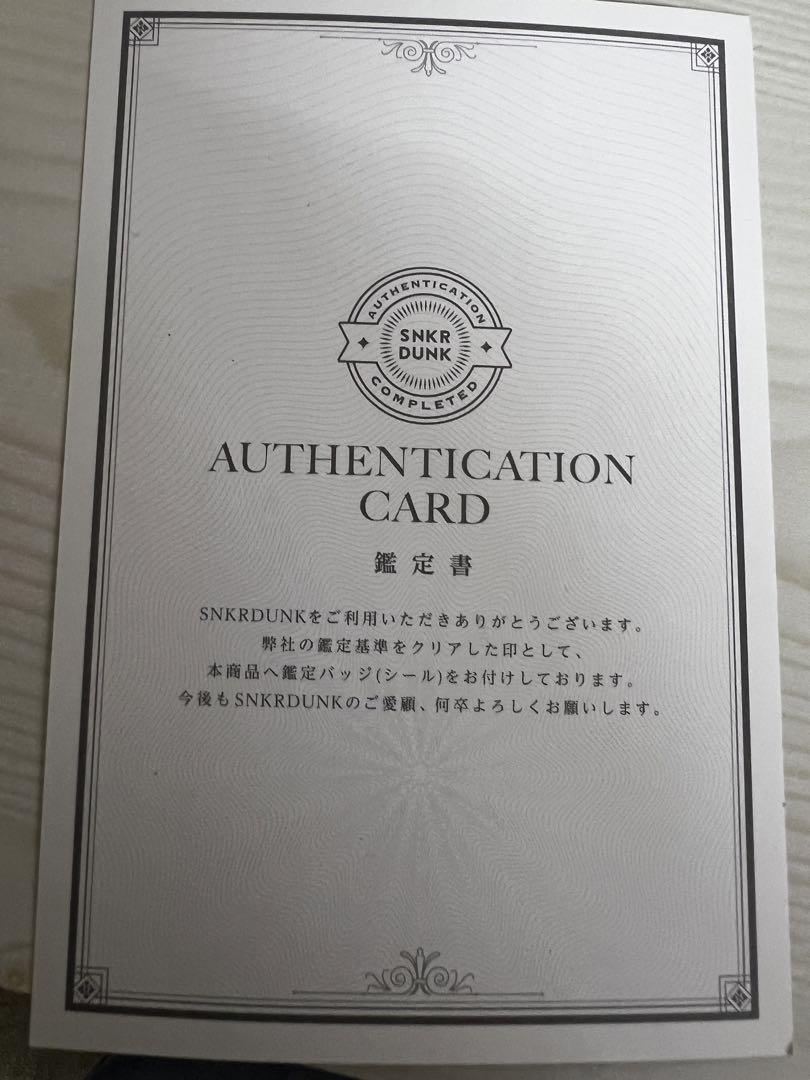 AUTHENTICATION
SNKR
DUNK
COMPLETED
AUTHENTICATION
CARD
鑑定書
SNKRDUNKをご利用いただきありがとうございます。
弊社の鑑定基準をクリアした印として、
本商品へ鑑定バッジ(シール)をお付けしております。
今後もSNKRDUNKのご愛顧、何卒よろしくお願いします。